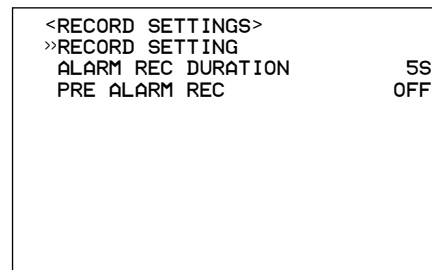 <RECORD SETTINGS>
»RECORD SETTING
ALARM REC DURATION 5S
PRE ALARM REC OFF